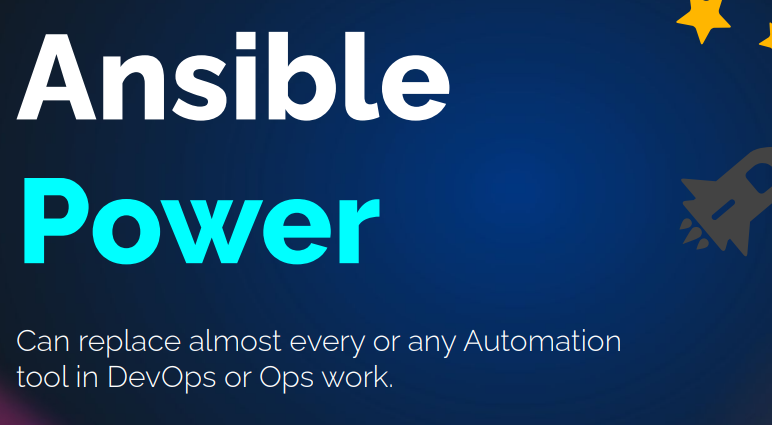 Ansible
Power
Can replace almost every or any Automation
tool in DevOps or Ops work.